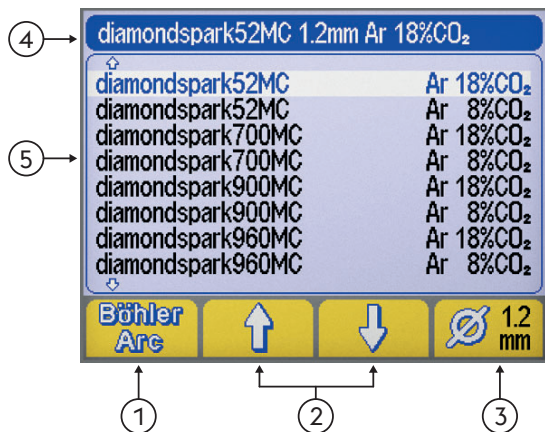 4
diamondspark52MC 1.2mm Ar 18%CO₂
5
diamondspark52MC Ar 18%CO₂
diamondspark52MC Ar 8%CO₂
diamondspark700MC Ar 18%CO₂
diamondspark700MC Ar 8%CO₂
diamondspark900MC Ar 18%CO₂
diamondspark900MC Ar 8%CO₂
diamondspark960MC Ar 18%CO₂
diamondspark960MC Ar 8%CO₂
Böhler
Arc
Ø 1.2
mm
1
2
3